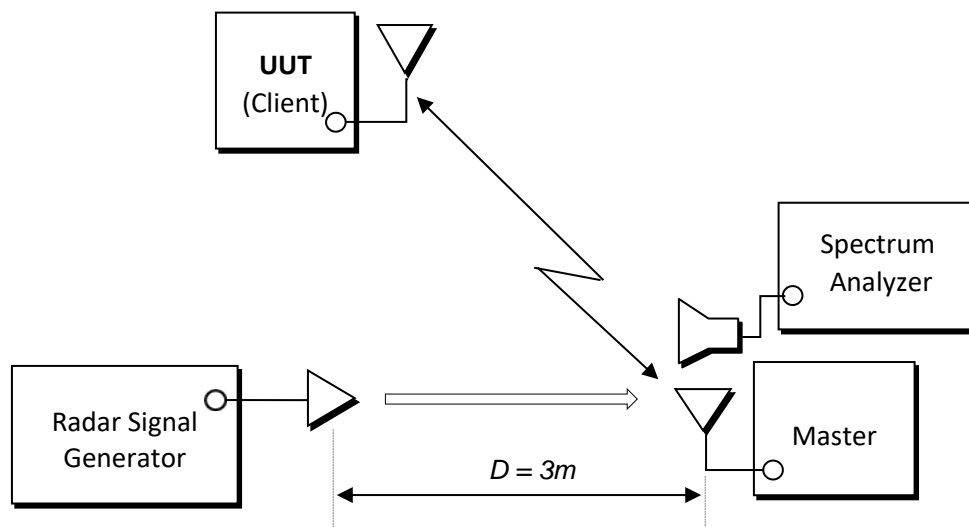 UUT
(Client)
Spectrum
Analyzer
Radar Signal
Generator
Master
D = 3m